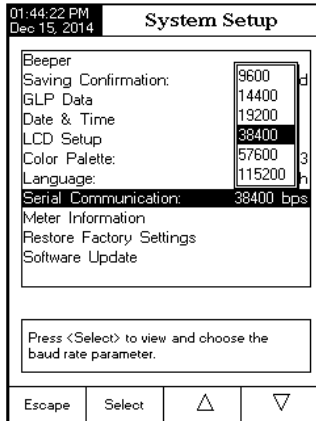 01:44:22 PM
Dec 15, 2014
System Setup
Beeper
Saving Confirmation: d
GLP Data
Date & Time
LCD Setup
Color Palette: 3
Language: h
Serial Communication: 38400 bps
Meter Information
Restore Factory Settings
Software Update
9600
14400
19200
38400
57600
115200
Press <Select> to view and choose the
baud rate parameter.
Escape Select